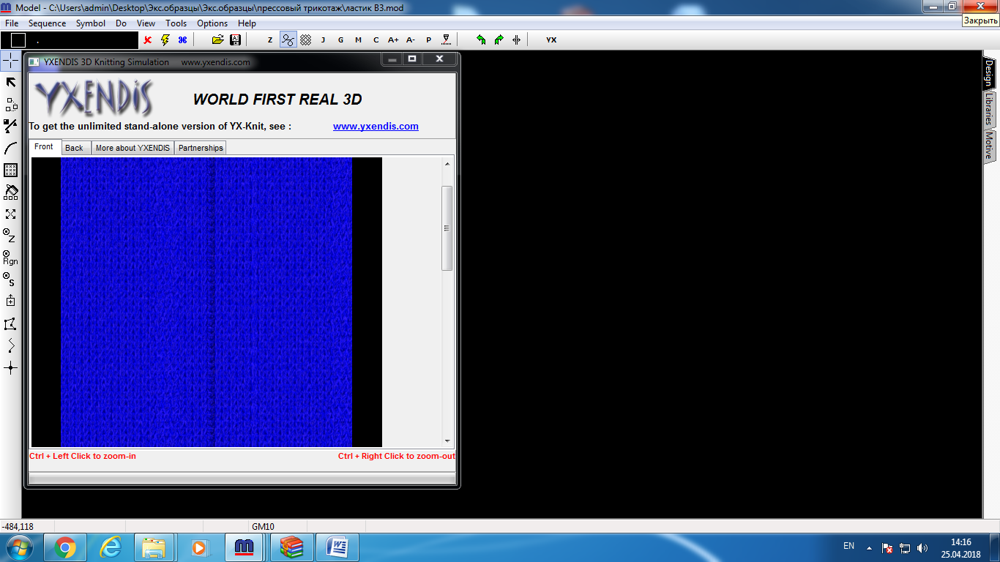 Model - C:\Users\admin\Desktop\Экс.образцы\Экс.образцы\прессовый трикотаж\ластик В3.mod
Закрыть
File Sequence Symbol Do View Tools Options Help
. Z J G M C A+ A- P YX
YXENDIS 3D Knitting Simulation www.yxendis.com
YXENDIS
WORLD FIRST REAL 3D
To get the unlimited stand-alone version of YX-Knit, see : www.yxendis.com
Front Back More about YXENDIS Partnerships
Ctrl + Left Click to zoom-in Ctrl + Right Click to zoom-out
Z
Rgn
S
Design
Libraries
Motive
-484,118 GM10
EN
14:16
25.04.2018